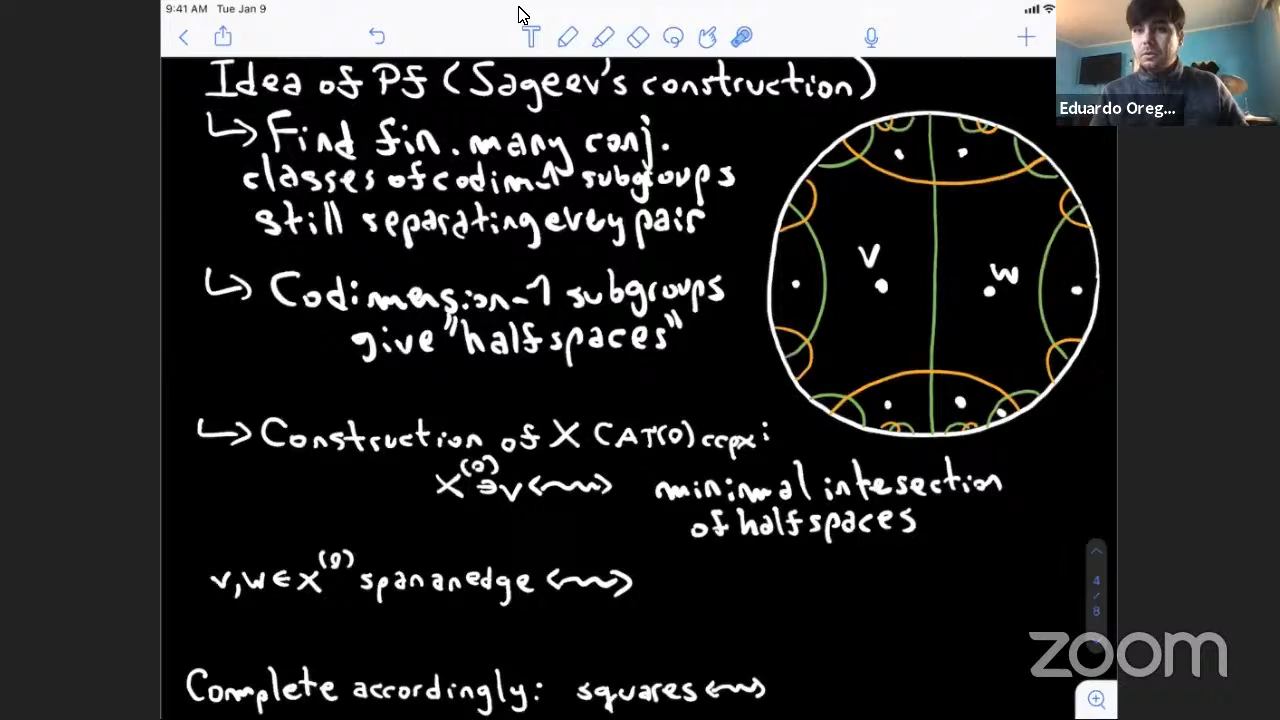 9:41 AM Tue Jan 9
Idea of Pf (Sageev's construction)
↳ Find fin. many conj.
classes of codim-1 subgroups
still separating every pair
↳ Codimension-1 subgroups
give "halfspaces"
V
W
↳ Construction of X CAT(0) ccpx:
X^(0) ∋ v ⟷ minimal intesection
of halfspaces
v, w ∈ X^(0) span an edge ⟷
Complete accordingly: squares ⟷
Eduardo Oreg...
4
/
8
zoom